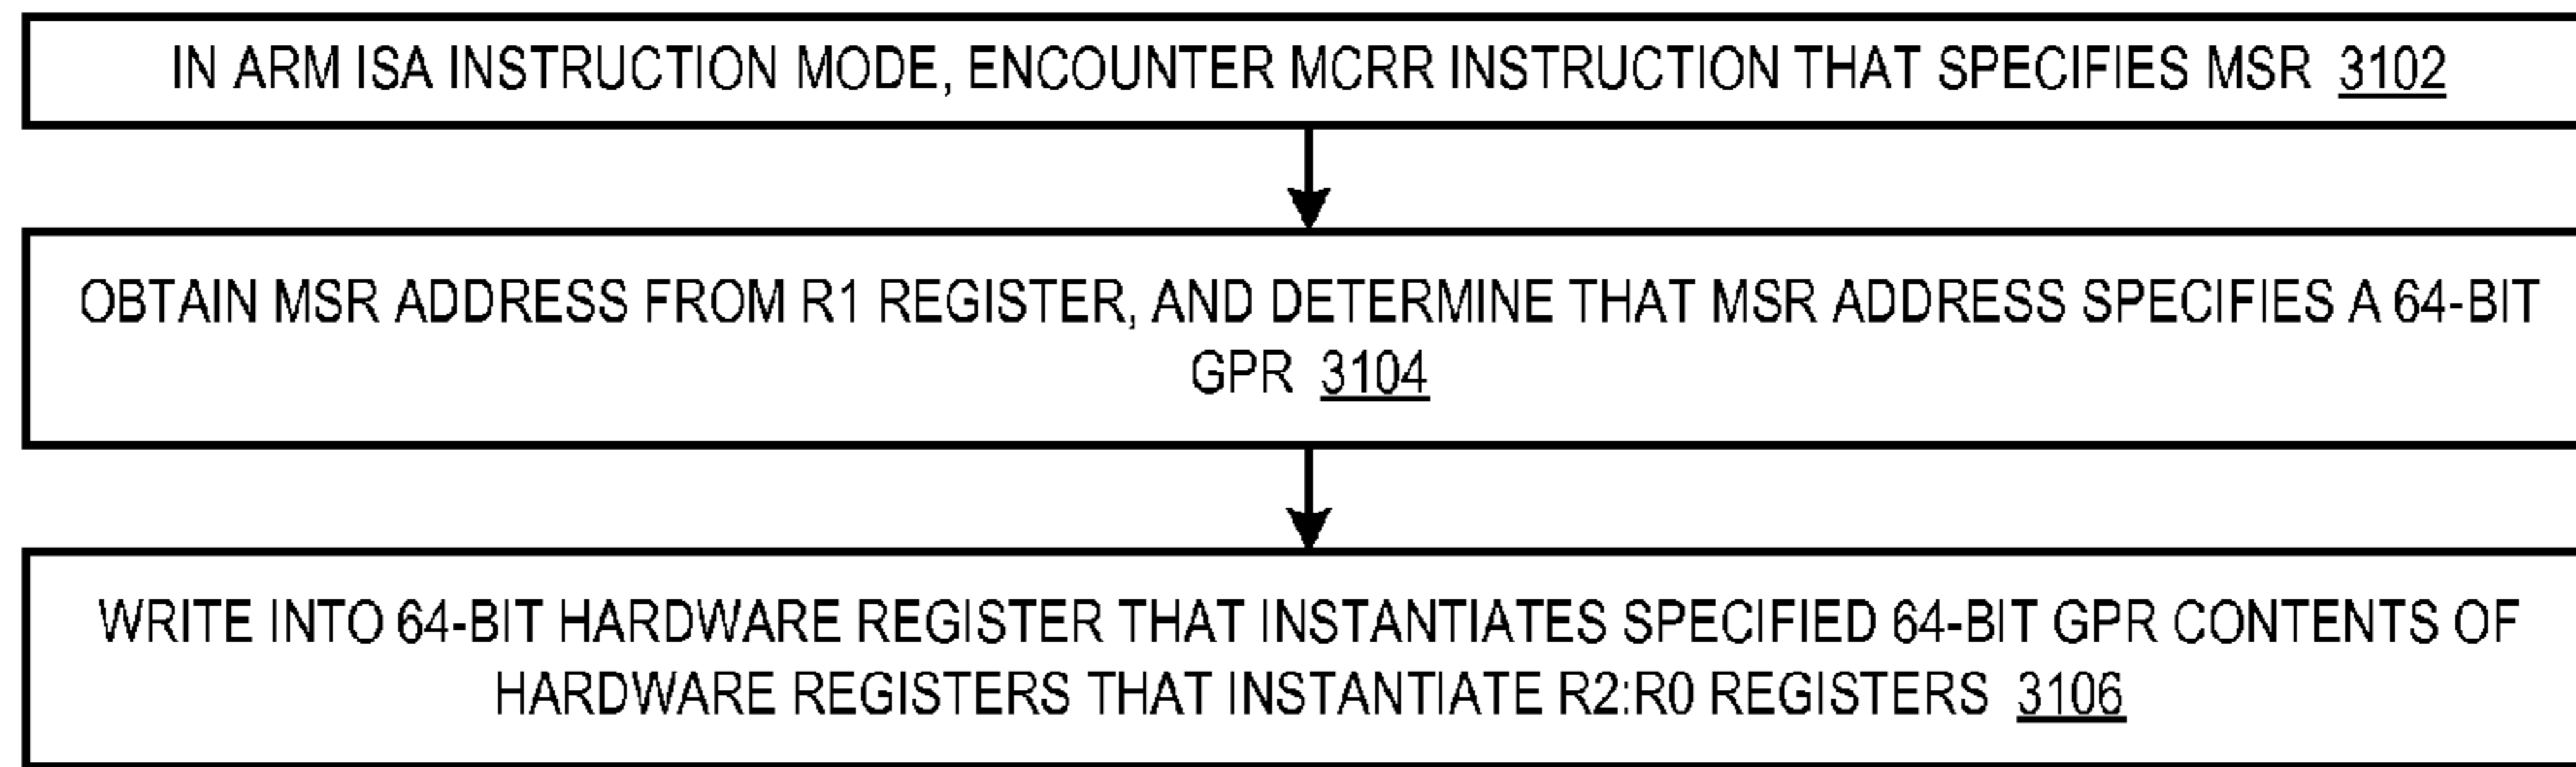 IN ARM ISA INSTRUCTION MODE, ENCOUNTER MCRR INSTRUCTION THAT SPECIFIES MSR 3102
OBTAIN MSR ADDRESS FROM R1 REGISTER, AND DETERMINE THAT MSR ADDRESS SPECIFIES A 64-BIT
GPR 3104
WRITE INTO 64-BIT HARDWARE REGISTER THAT INSTANTIATES SPECIFIED 64-BIT GPR CONTENTS OF
HARDWARE REGISTERS THAT INSTANTIATE R2:R0 REGISTERS 3106